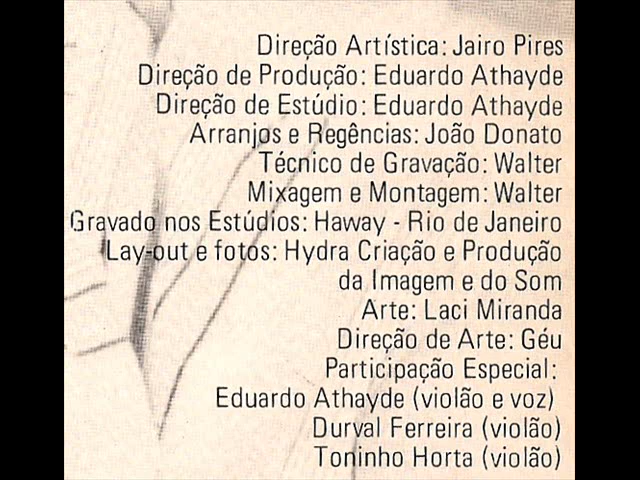 Direção Artística: Jairo Pires
Direção de Produção: Eduardo Athayde
Direção de Estúdio: Eduardo Athayde
Arranjos e Regências: João Donato
Técnico de Gravação: Walter
Mixagem e Montagem: Walter
Gravado nos Estúdios: Haway - Rio de Janeiro
Lay-out e fotos: Hydra Criação e Produção
da Imagem e do Som
Arte: Laci Miranda
Direção de Arte: Géu
Participação Especial:
Eduardo Athayde (violão e voz)
Durval Ferreira (violão)
Toninho Horta (violão)